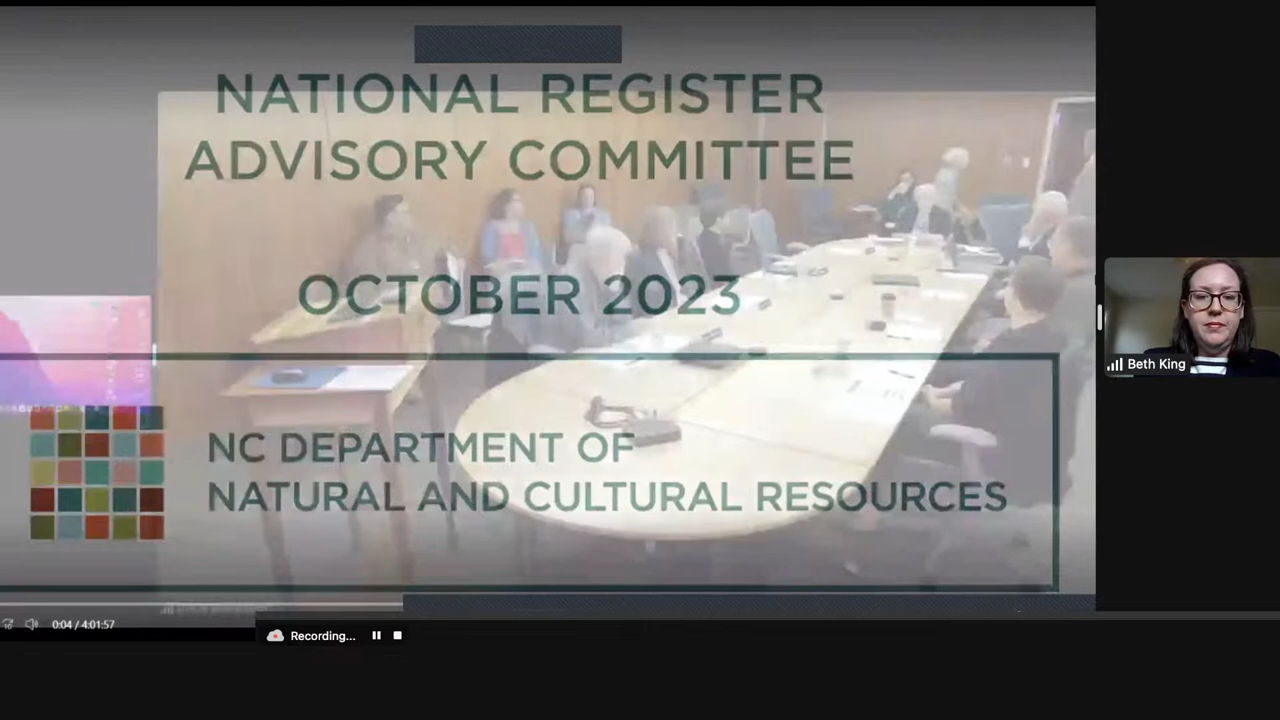 NATIONAL REGISTER
ADVISORY COMMITTEE
OCTOBER 2023
NC DEPARTMENT OF
NATURAL AND CULTURAL RESOURCES
Beth King
0:04 / 4:01:57
Recording...